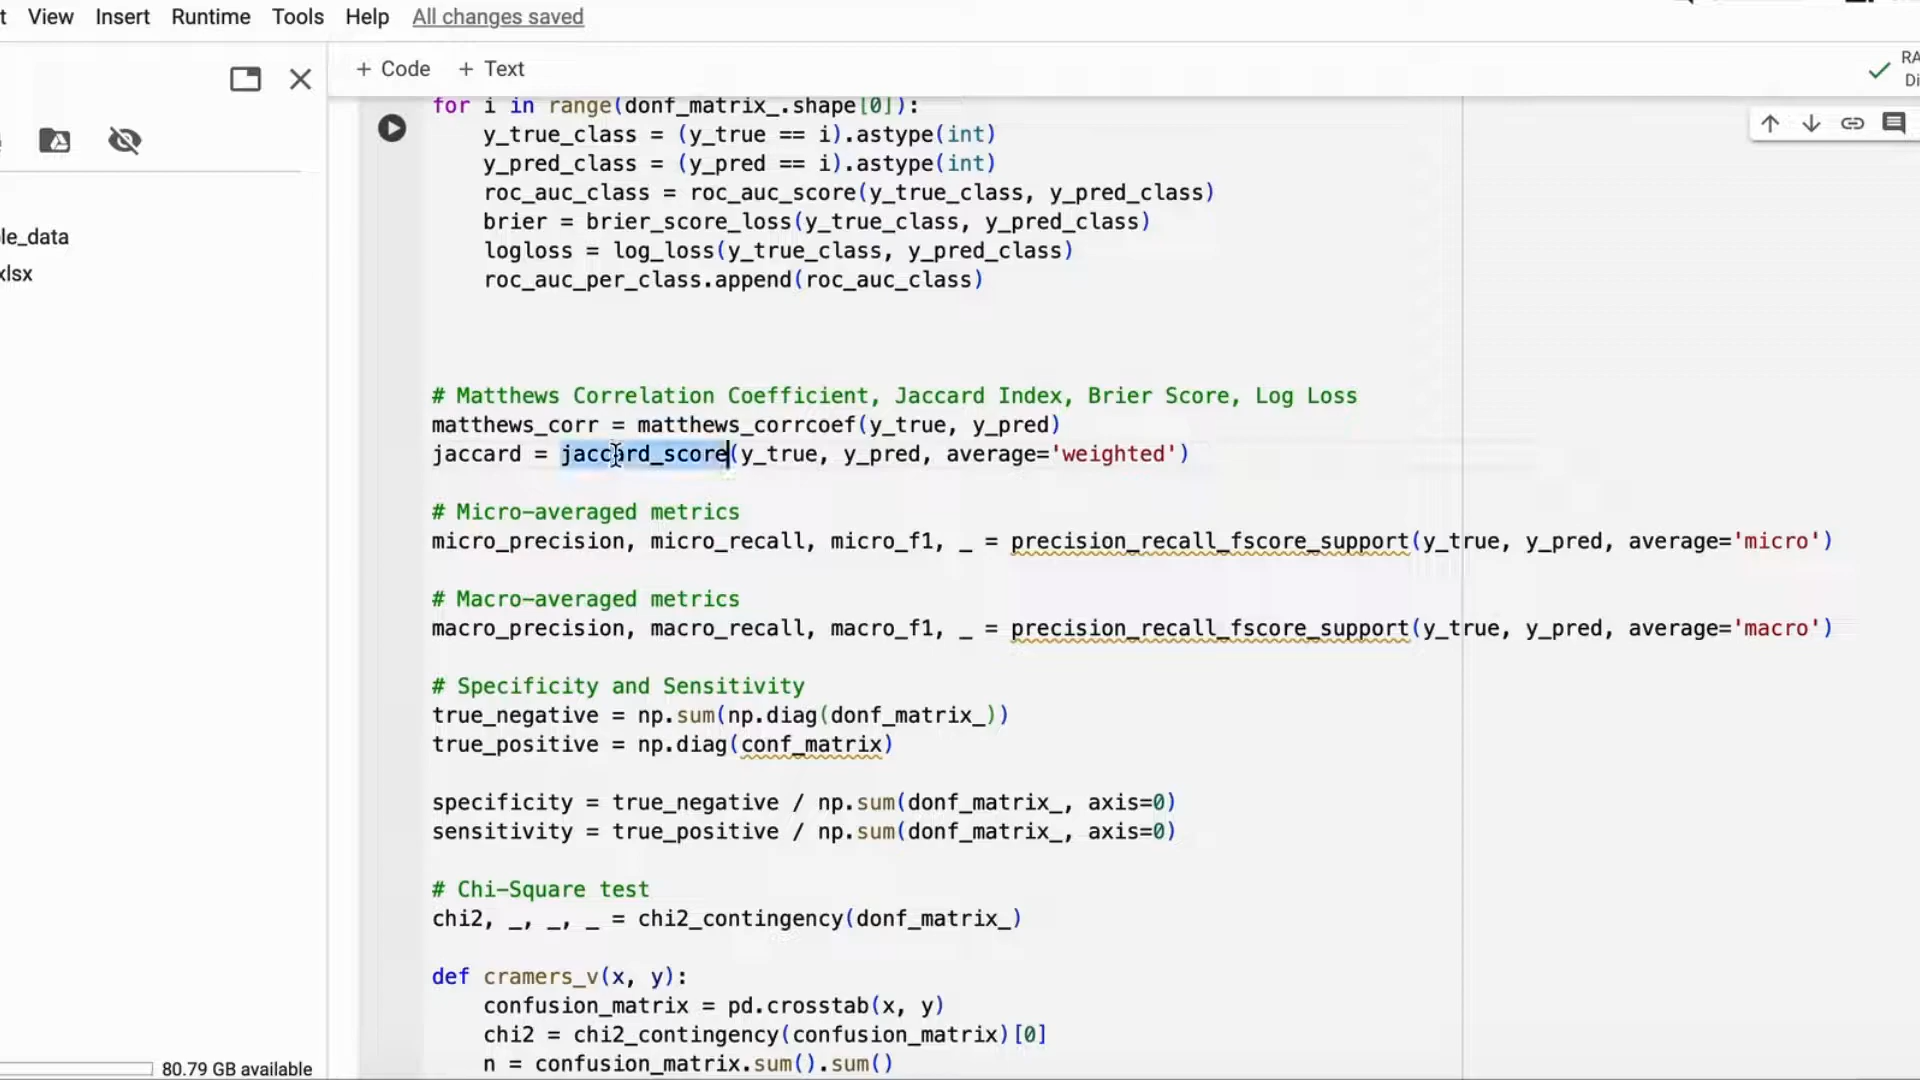 t View Insert Runtime Tools Help All changes saved
+ Code + Text
RA
Di
for i in range(donf_matrix_.shape[0]):
y_true_class = (y_true == i).astype(int)
y_pred_class = (y_pred == i).astype(int)
roc_auc_class = roc_auc_score(y_true_class, y_pred_class)
brier = brier_score_loss(y_true_class, y_pred_class)
logloss = log_loss(y_true_class, y_pred_class)
roc_auc_per_class.append(roc_auc_class)
le_data
xlsx
# Matthews Correlation Coefficient, Jaccard Index, Brier Score, Log Loss
matthews_corr = matthews_corrcoef(y_true, y_pred)
jaccard = jaccard_score(y_true, y_pred, average='weighted')
# Micro-averaged metrics
micro_precision, micro_recall, micro_f1, _ = precision_recall_fscore_support(y_true, y_pred, average='micro')
# Macro-averaged metrics
macro_precision, macro_recall, macro_f1, _ = precision_recall_fscore_support(y_true, y_pred, average='macro')
# Specificity and Sensitivity
true_negative = np.sum(np.diag(donf_matrix_))
true_positive = np.diag(conf_matrix)
specificity = true_negative / np.sum(donf_matrix_, axis=0)
sensitivity = true_positive / np.sum(donf_matrix_, axis=0)
# Chi-Square test
chi2, _, _, _ = chi2_contingency(donf_matrix_)
def cramers_v(x, y):
confusion_matrix = pd.crosstab(x, y)
chi2 = chi2_contingency(confusion_matrix)[0]
n = confusion_matrix.sum().sum()
80.79 GB available